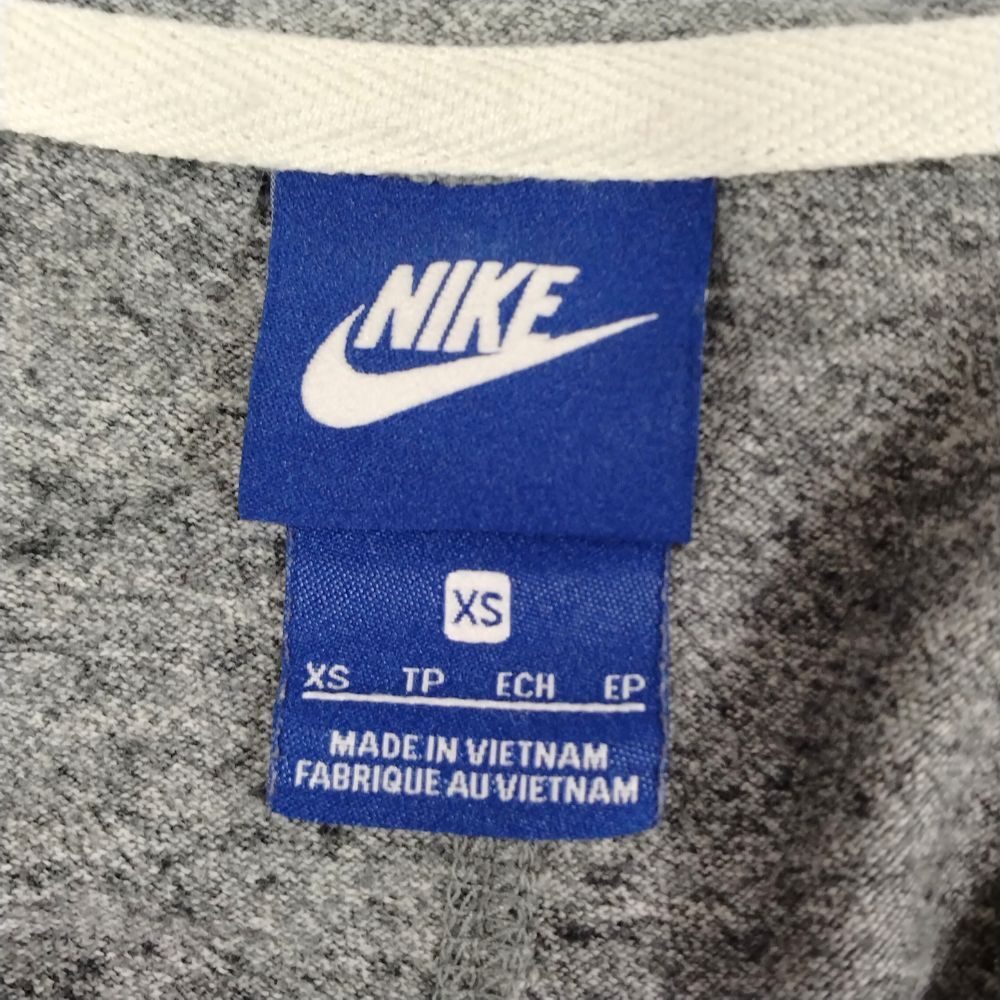 NIKE
XS
XS TP ECH EP
MADE IN VIETNAM
FABRIQUE AU VIETNAM